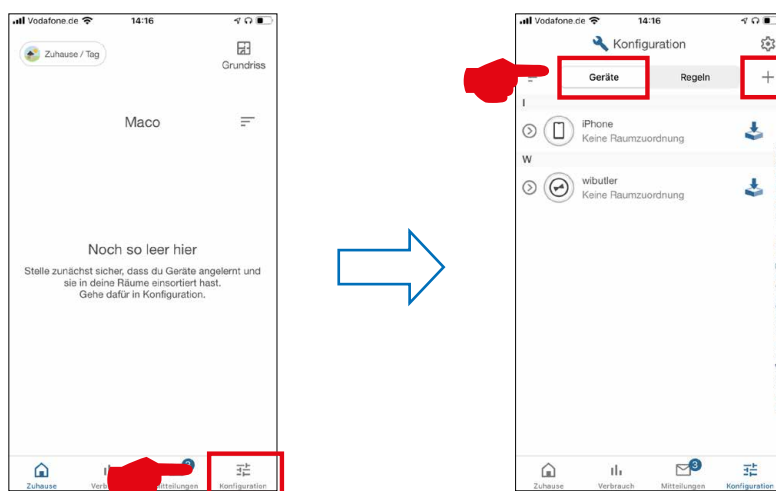 Vodafone.de
14:16
Zuhause / Tag
Grundriss
Maco
Noch so leer hier
Stelle zunächst sicher, dass du Geräte angelernt und
sie in deine Räume einsortiert hast.
Gehe dafür in Konfiguration.
Zuhause
Konfiguration
Vodafone.de
14:16
Konfiguration
Geräte
Regeln
I
iPhone
Keine Raumzuordnung
W
wibutler
Keine Raumzuordnung
3
Zuhause
Verbrauch
Mitteilungen
Konfiguration